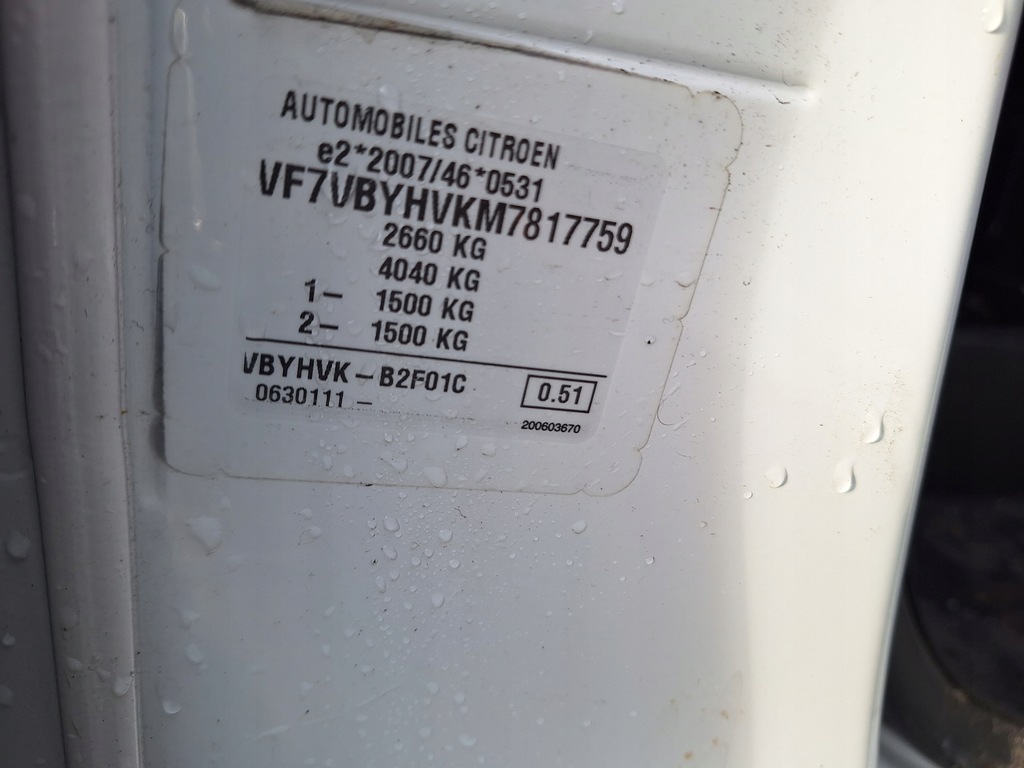 AUTOMOBILES CITROEN
e2*2007/46*0531
VF7VBYHVKM7817759
2660 KG
4040 KG
1– 1500 KG
2– 1500 KG
VBYHVK – B2F01C
0.51
0630111 –
200603670